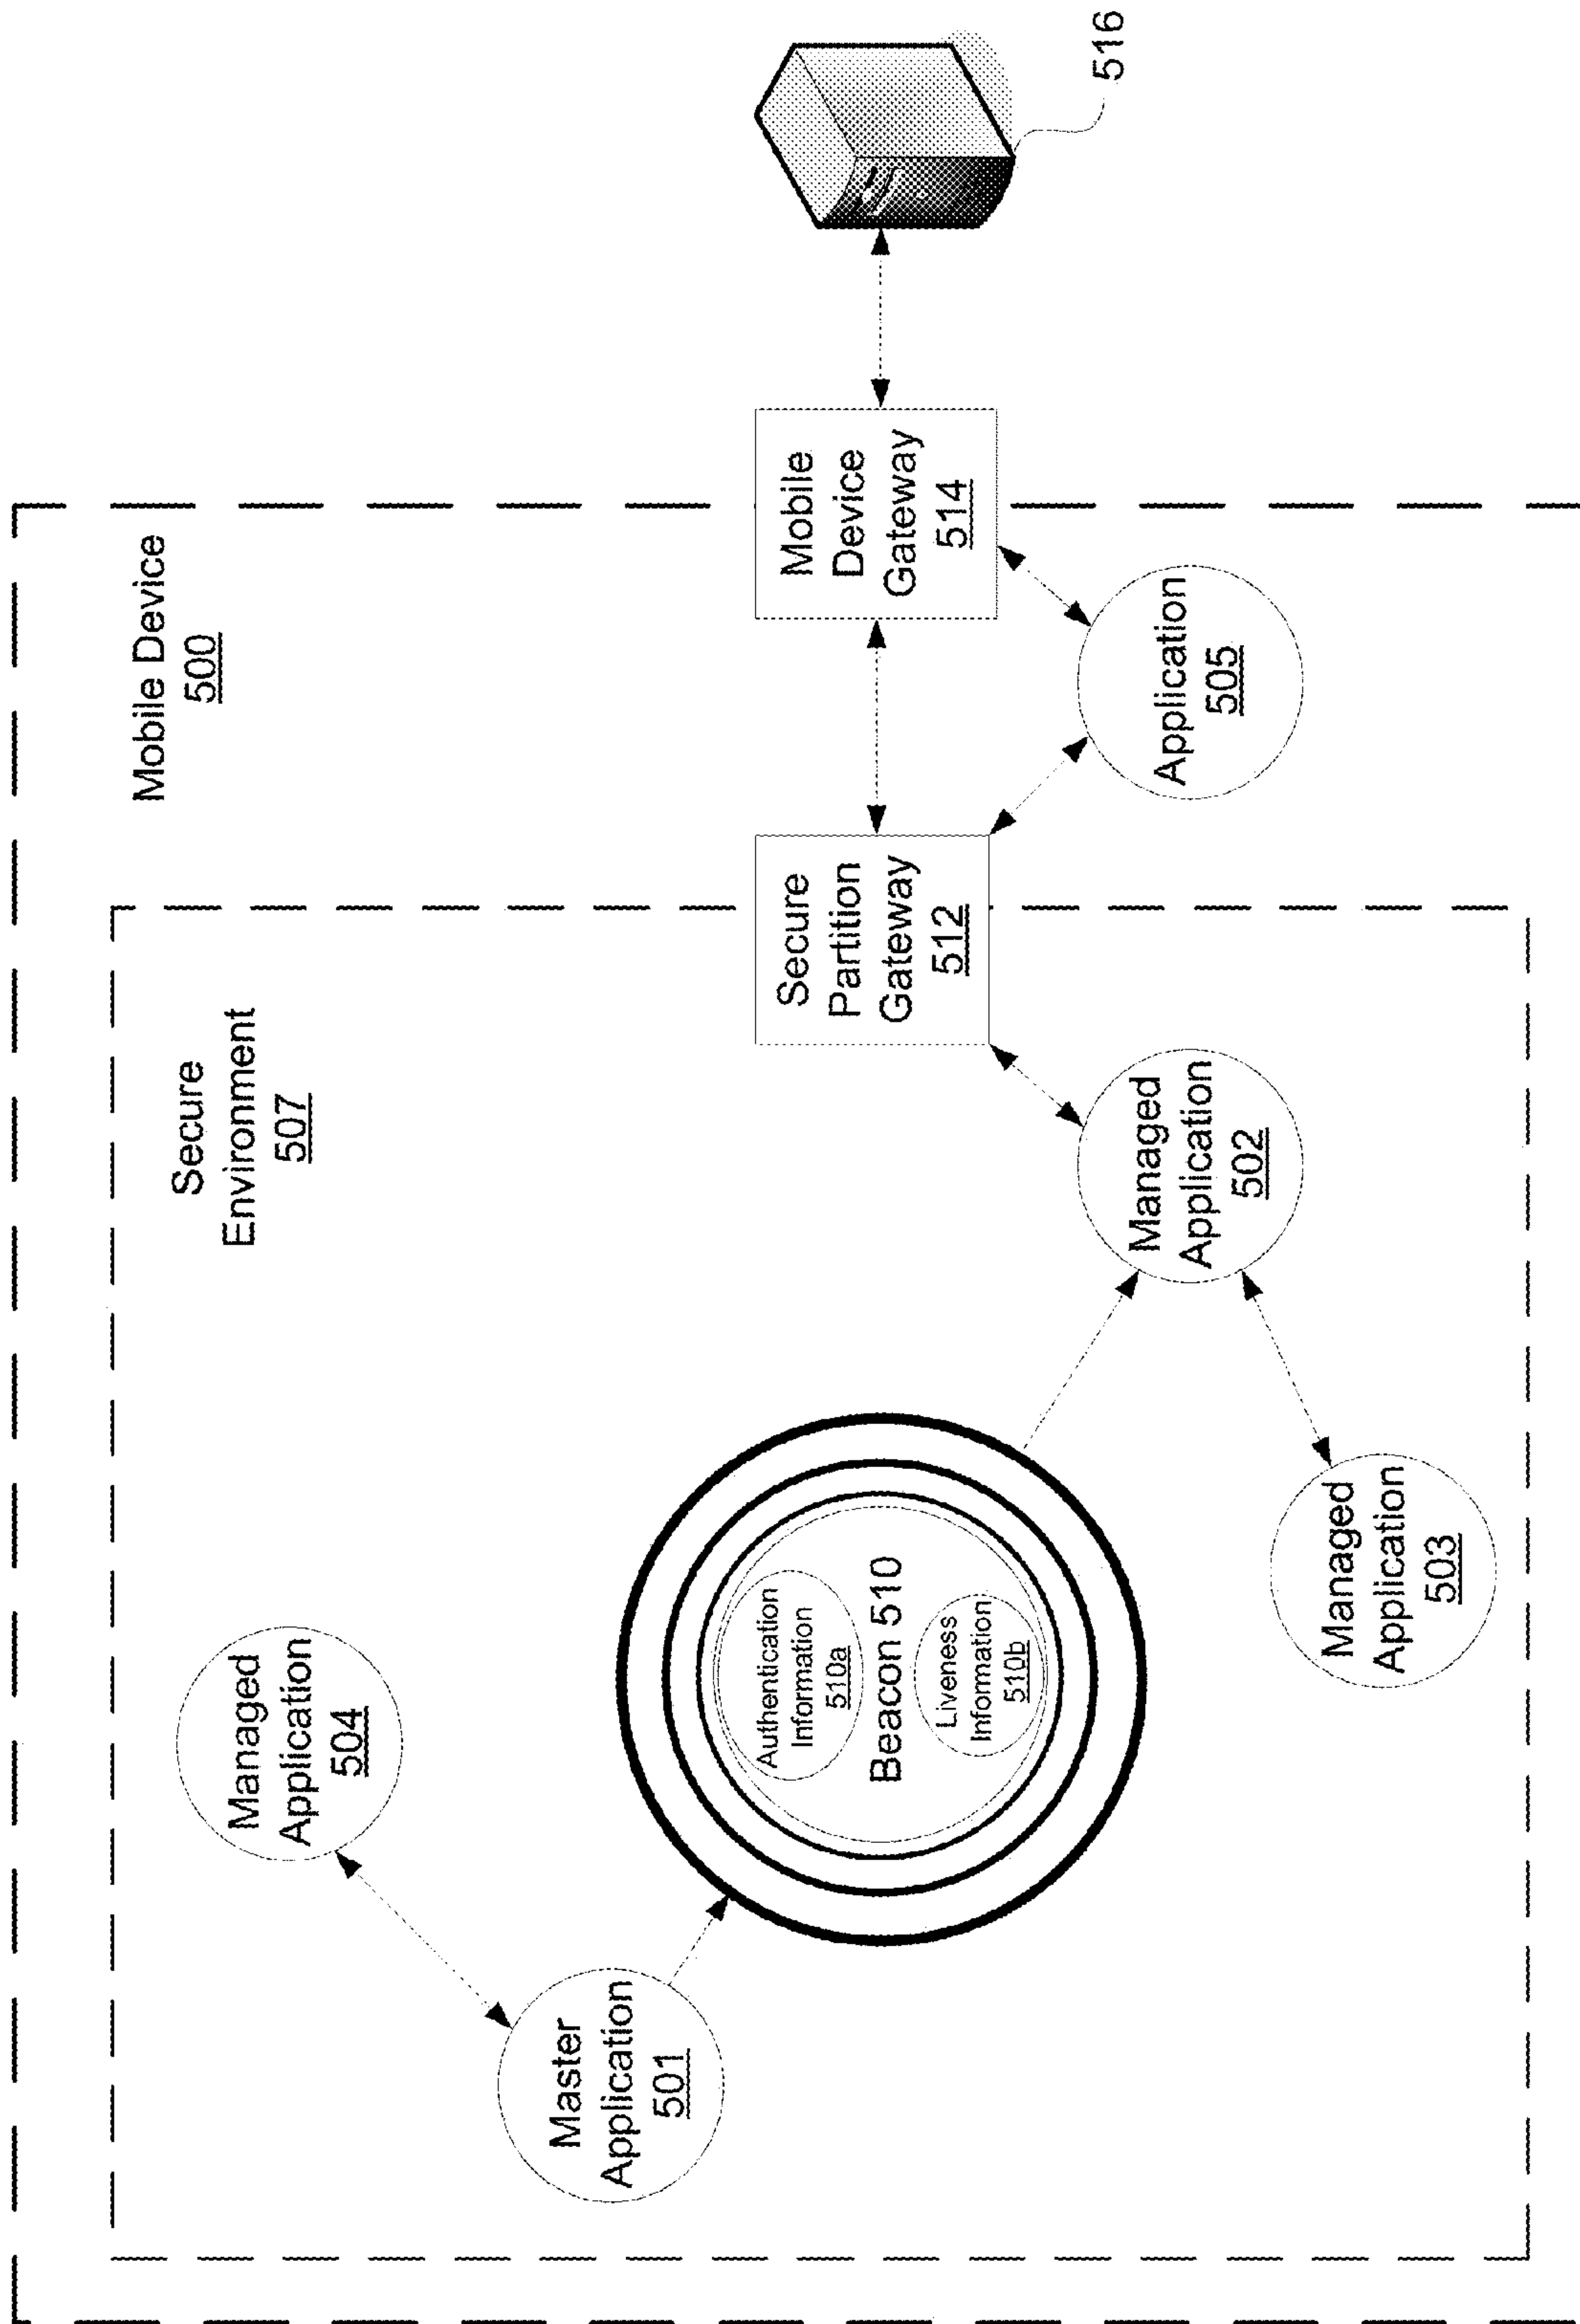 Mobile Device
500
Secure
Environment
507
Managed
Application
504
Master
Application
501
Authentication
Information
510a
Beacon 510
Liveness
Information
510b
Secure
Partition
Gateway
512
Mobile
Device
Gateway
514
516
Managed
Application
502
Application
505
Managed
Application
503